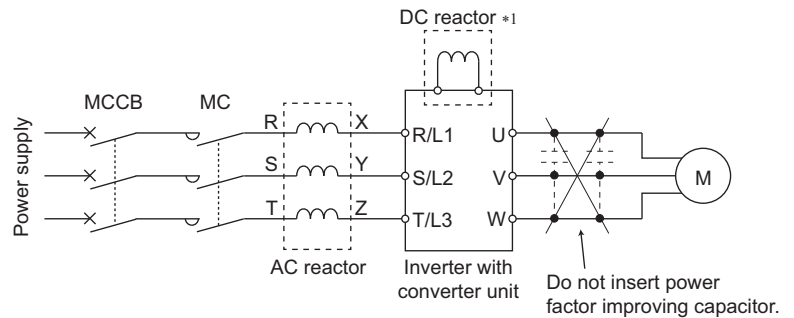 DC reactor *1
MCCB
MC
R
X
R/L1
U
S
Y
S/L2
V
M
T
Z
T/L3
W
Power supply
AC reactor
Inverter with
converter unit
Do not insert power
factor improving capacitor.